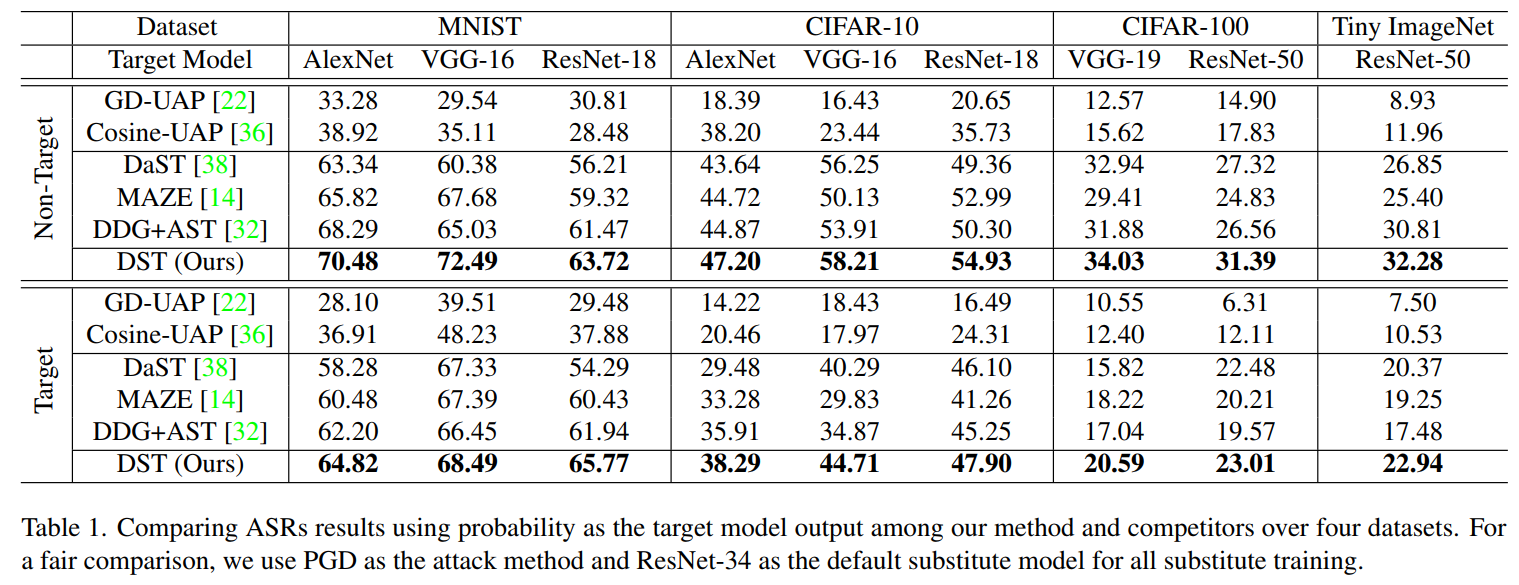 Dataset MNIST CIFAR-10 CIFAR-100 Tiny ImageNet
Target Model AlexNet VGG-16 ResNet-18 AlexNet VGG-16 ResNet-18 VGG-19 ResNet-50 ResNet-50
Non-Target
GD-UAP [22] 33.28 29.54 30.81 18.39 16.43 20.65 12.57 14.90 8.93
Cosine-UAP [36] 38.92 35.11 28.48 38.20 23.44 35.73 15.62 17.83 11.96
DaST [38] 63.34 60.38 56.21 43.64 56.25 49.36 32.94 27.32 26.85
MAZE [14] 65.82 67.68 59.32 44.72 50.13 52.99 29.41 24.83 25.40
DDG+AST [32] 68.29 65.03 61.47 44.87 53.91 50.30 31.88 26.56 30.81
DST (Ours) 70.48 72.49 63.72 47.20 58.21 54.93 34.03 31.39 32.28
Target
GD-UAP [22] 28.10 39.51 29.48 14.22 18.43 16.49 10.55 6.31 7.50
Cosine-UAP [36] 36.91 48.23 37.88 20.46 17.97 24.31 12.40 12.11 10.53
DaST [38] 58.28 67.33 54.29 29.48 40.29 46.10 15.82 22.48 20.37
MAZE [14] 60.48 67.39 60.43 33.28 29.83 41.26 18.22 20.21 19.25
DDG+AST [32] 62.20 66.45 61.94 35.91 34.87 45.25 17.04 19.57 17.48
DST (Ours) 64.82 68.49 65.77 38.29 44.71 47.90 20.59 23.01 22.94
Table 1. Comparing ASRs results using probability as the target model output among our method and competitors over four datasets. For
a fair comparison, we use PGD as the attack method and ResNet-34 as the default substitute model for all substitute training.